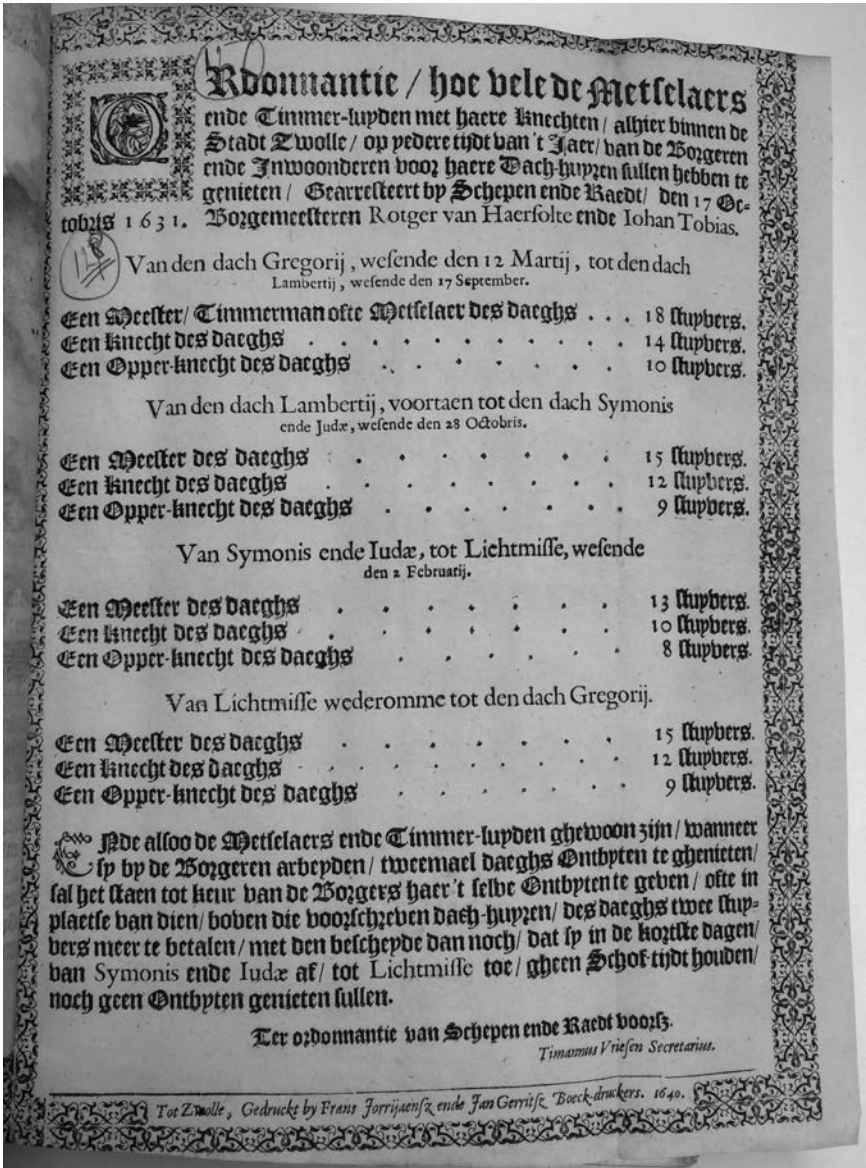 ORdonnantie / hoe vele de Metselaers
ende Timmer-luyden met haere Knechten / alhier binnen de
Stadt Zwolle / op yedere tijdt van 't Jaer / van de Borgeren
ende Inwoonderen voor haere Dach-huyren sullen hebben te
genieten / Gearresteert by Schepen ende Raedt / den 17 Oc-
tobris 1631. Borgemeesteren Rotger van Haersolte ende Iohan Tobias.
Van den dach Gregorij, wesende den 12 Martij, tot den dach
Lambertij, wesende den 17 September.
Een Meester / Timmerman ofte Metselaer des daeghs . . . 18 stuyvers.
Een Knecht des daeghs . . . . . . . . . . 14 stuyvers.
Een Opper-knecht des daeghs . . . . . . . 10 stuyvers.
Van den dach Lambertij, voortaen tot den dach Symonis
ende Judæ, wesende den 28 Octobris.
Een Meester des daeghs . . . . . . . . 15 stuyvers.
Een Knecht des daeghs . . . . . . . . 12 stuyvers.
Een Opper-knecht des daeghs . . . . . . 9 stuyvers.
Van Symonis ende Iudæ, tot Lichtmisse, wesende
den 2 Februarij.
Een Meester des daeghs . . . . . . . 13 stuyvers.
Een Knecht des daeghs . . . . . . . 10 stuyvers.
Een Opper-knecht des daeghs . . . . . . 8 stuyvers.
Van Lichtmisse wederomme tot den dach Gregorij.
Een Meester des daeghs . . . . . . . 15 stuyvers.
Een Knecht des daeghs . . . . . . . 12 stuyvers.
Een Opper-knecht des daeghs . . . . . . 9 stuyvers.
ENde alsoo de Metselaers ende Timmer-luyden ghewoon zijn / wanneer
sy by de Borgeren arbeyden / tweemael daeghs Ontbyten te ghenieten /
sal het staen tot keur van de Borgers haer 't selve Ontbyten te geven / ofte in
plaetse van dien / boven die voorschreven dach-huyren / des daeghs twee stuy-
vers meer te betalen / met den bescheyde dan noch / dat sy in de kortste dagen /
van Symonis ende Iudæ af / tot Lichtmisse toe / gheen Schof-tijdt houden /
noch geen Ontbyten genieten sullen.
Ter ordonnantie van Schepen ende Raedt voorsz.
Timannus Vriesen Secretarius.
Tot Zwolle, Gedruckt by Frans Jorrijaensz ende Jan Gerritsz Boeck-druckers. 1640.